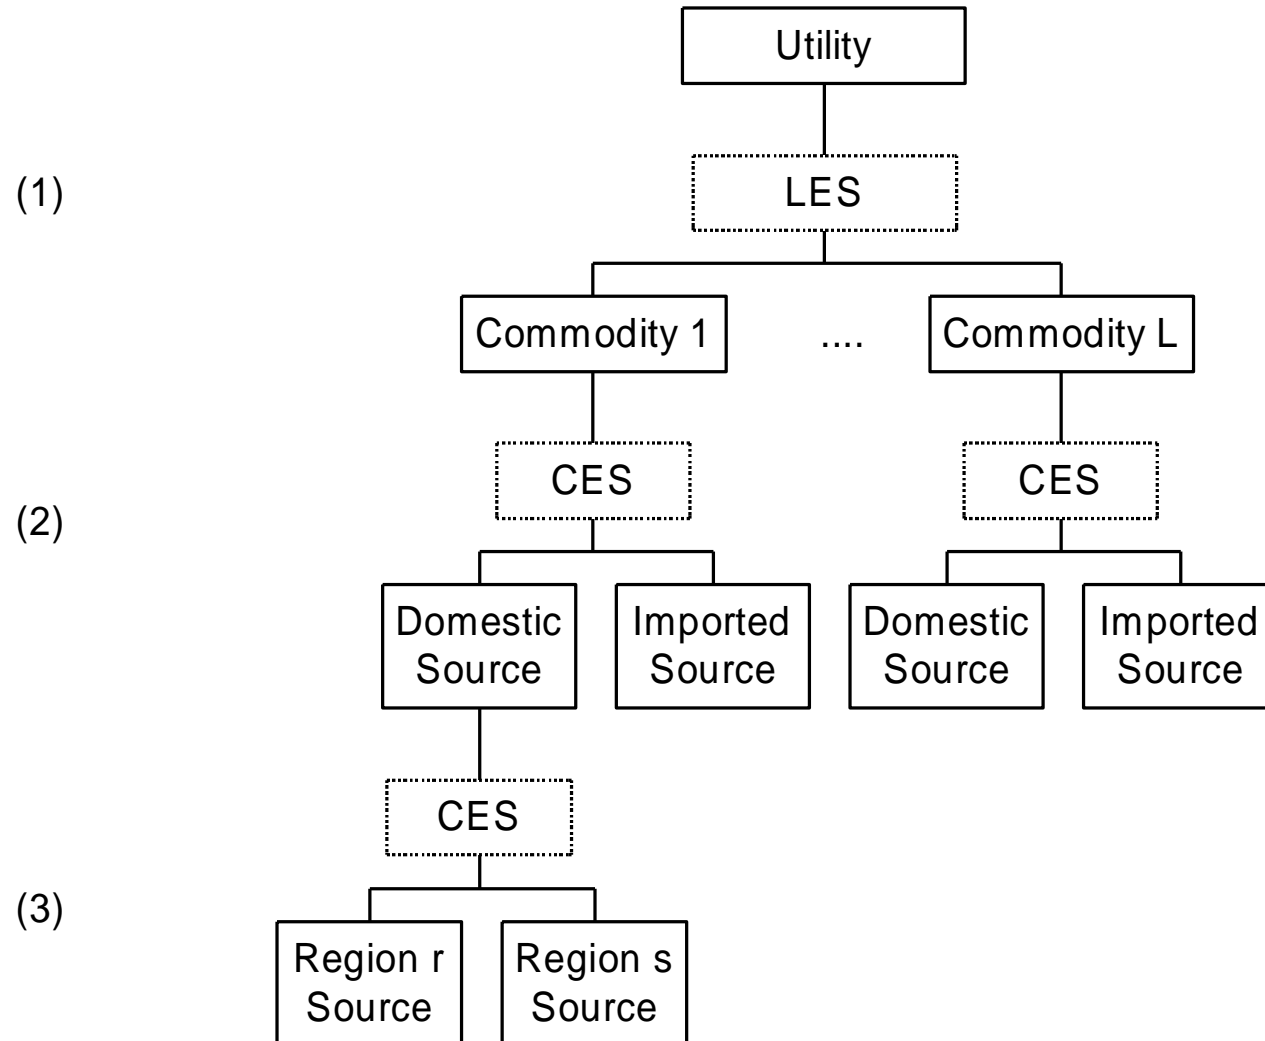 Utility
(1)
LES
Commodity 1
....
Commodity L
CES
CES
(2)
Domestic
Source
Imported
Source
Domestic
Source
Imported
Source
CES
(3)
Region r
Source
Region s
Source